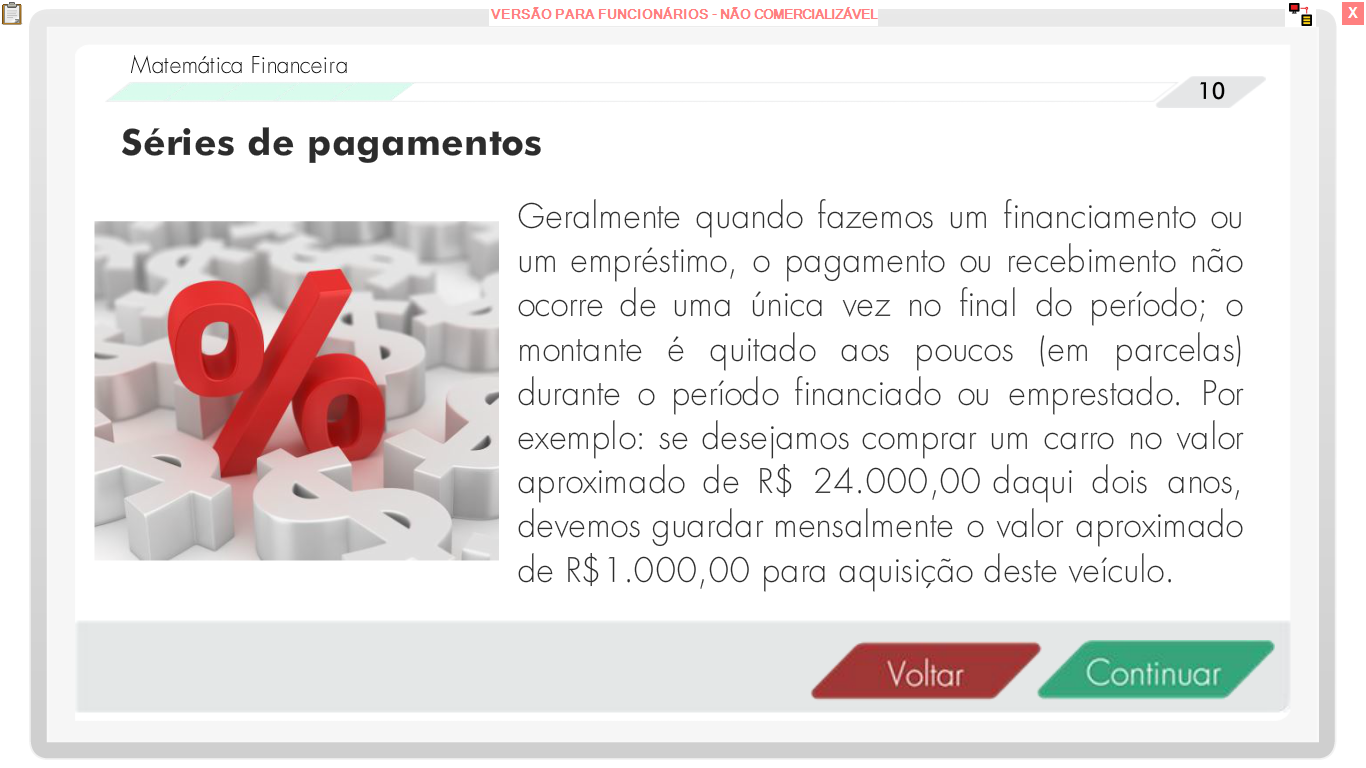 VERSÃO PARA FUNCIONÁRIOS - NÃO COMERCIALIZÁVEL
X
Matemática Financeira
10
Séries de pagamentos
Geralmente quando fazemos um financiamento ou
um empréstimo, o pagamento ou recebimento não
ocorre de uma única vez no final do período; o
montante é quitado aos poucos (em parcelas)
durante o período financiado ou emprestado. Por
exemplo: se desejamos comprar um carro no valor
aproximado de R$ 24.000,00 daqui dois anos,
devemos guardar mensalmente o valor aproximado
de R$1.000,00 para aquisição deste veículo.
%
Voltar
Continuar